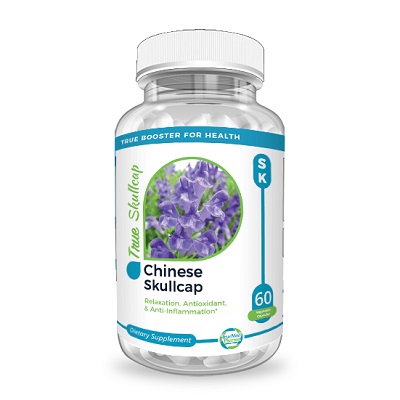 TRUE BOOSTER FOR HEALTH
True Skullcap
S
K
Chinese
Skullcap
Relaxation, Antioxidant,
& Anti-Inflammation*
60
Dietary Supplement